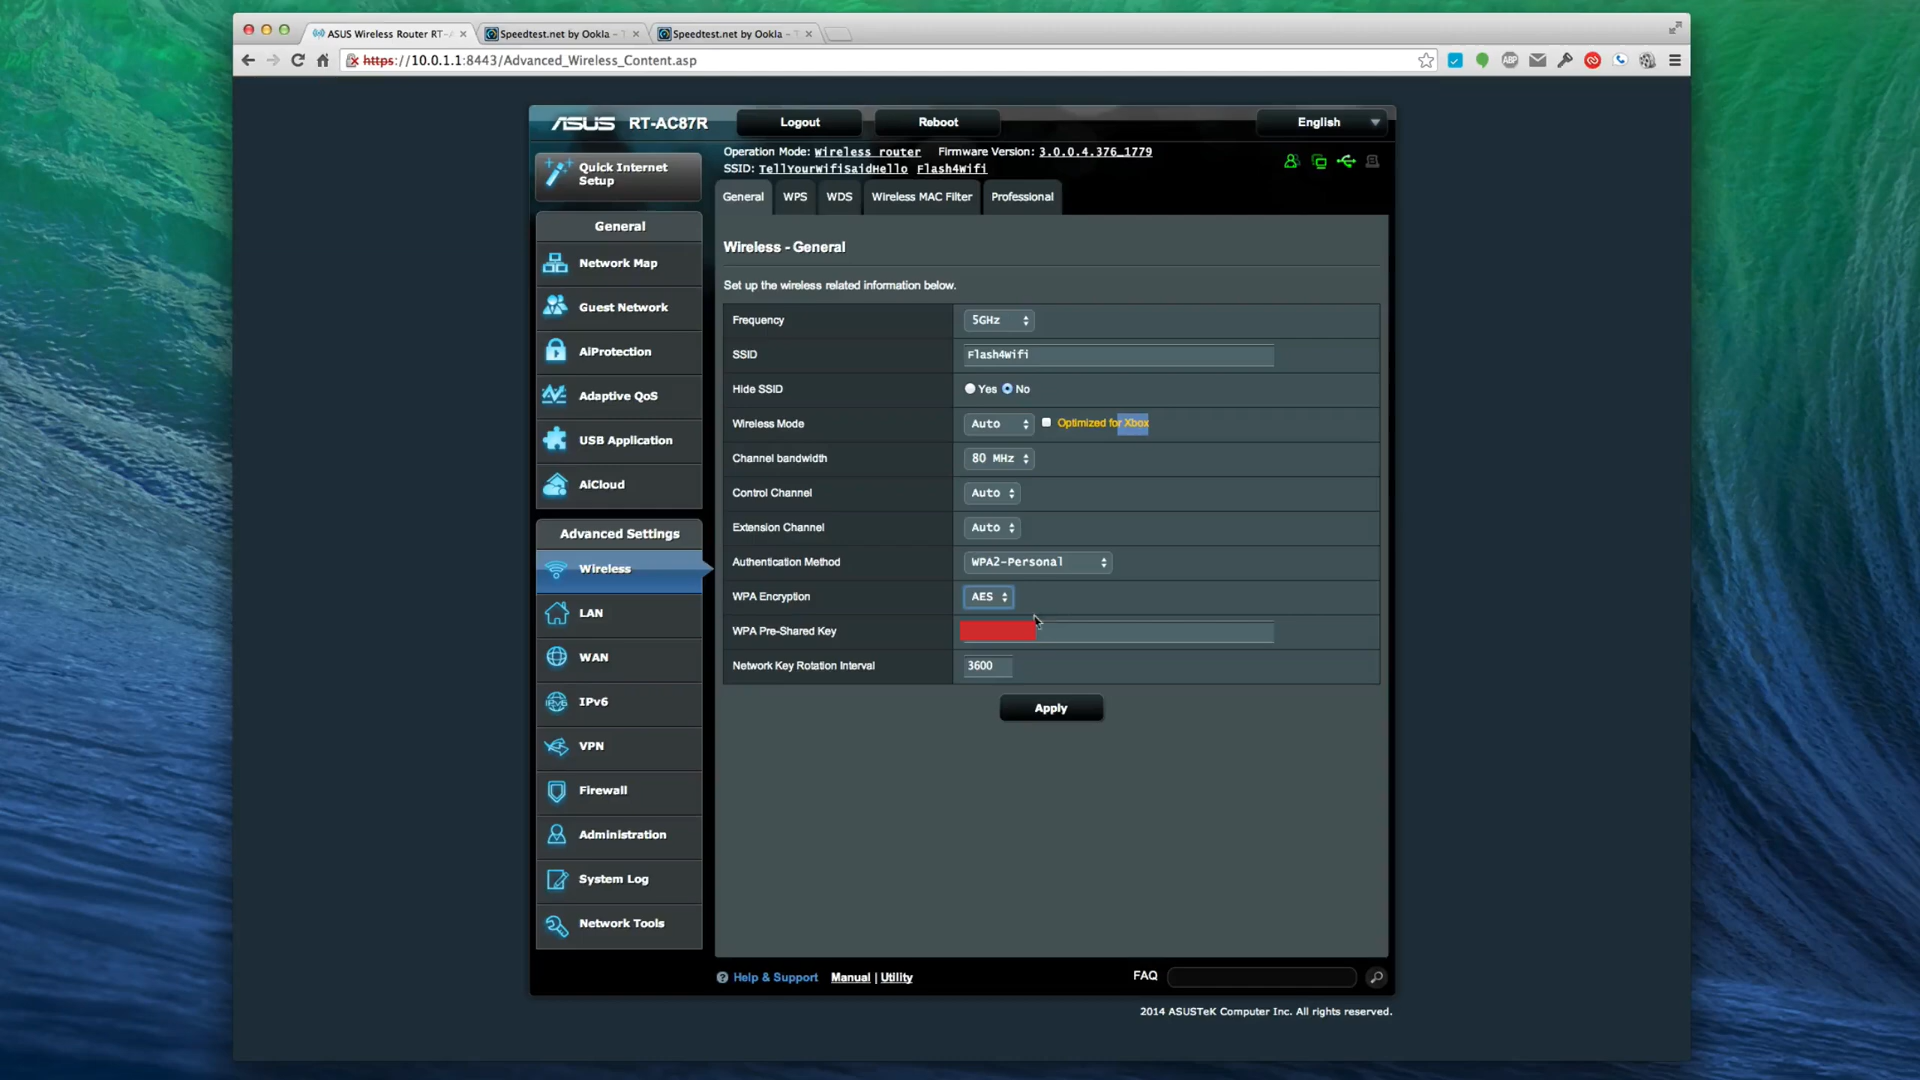 ASUS Wireless Router RT-
Speedtest.net by Ookla -
Speedtest.net by Ookla -
https://10.0.1.1:8443/Advanced_Wireless_Content.asp
ABP
ASUS RT-AC87R
Logout
Reboot
English
Operation Mode: Wireless router Firmware Version: 3.0.0.4.376_1779
SSID: TellYourWifiSaidHello Flash4Wifi
Quick Internet
Setup
General
Network Map
Guest Network
AiProtection
Adaptive QoS
USB Application
AiCloud
Advanced Settings
Wireless
LAN
WAN
IPv6
VPN
Firewall
Administration
System Log
Network Tools
General
WPS
WDS
Wireless MAC Filter
Professional
Wireless - General
Set up the wireless related information below.
Frequency 5GHz
SSID Flash4Wifi
Hide SSID Yes No
Wireless Mode Auto Optimized for Xbox
Channel bandwidth 80 MHz
Control Channel Auto
Extension Channel Auto
Authentication Method WPA2-Personal
WPA Encryption AES
WPA Pre-Shared Key
Network Key Rotation Interval 3600
Apply
Help & Support Manual | Utility
FAQ
2014 ASUSTeK Computer Inc. All rights reserved.